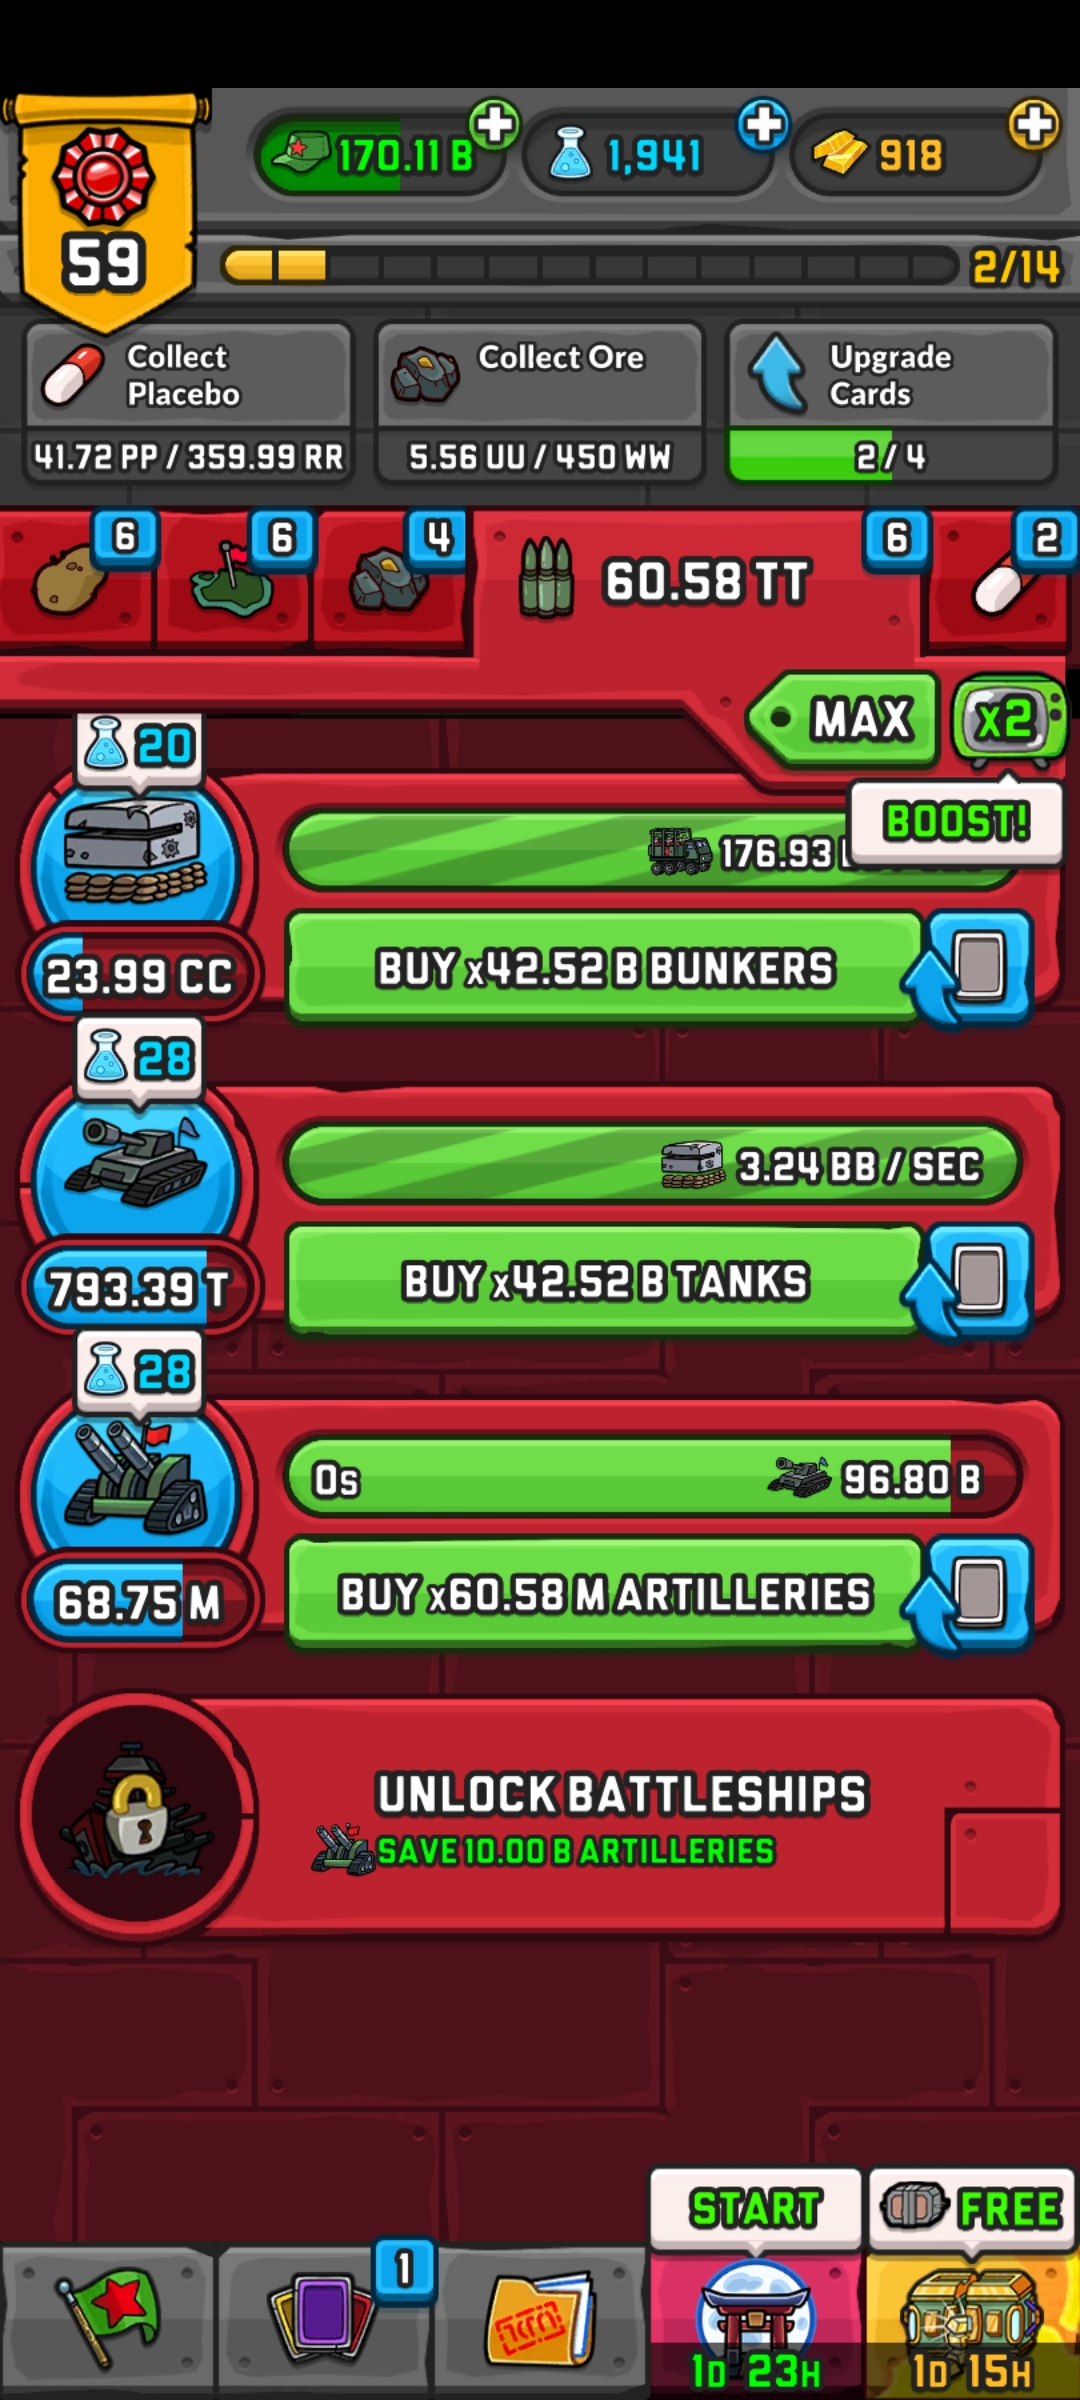 170.11 B
1,941
918
59
2/14
Collect
Placebo
41.72 PP / 359.99 RR
Collect Ore
5.56 UU / 450 WW
Upgrade
Cards
2 / 4
6
6
4
60.58 TT
6
2
MAX
x2
BOOST!
20
176.93
23.99 CC
BUY x42.52 B BUNKERS
28
3.24 BB / SEC
793.39 T
BUY x42.52 B TANKS
28
0s
96.80 B
68.75 M
BUY x60.58 M ARTILLERIES
UNLOCK BATTLESHIPS
SAVE 10.00 B ARTILLERIES
START
FREE
1
1D 23H
1D 15H